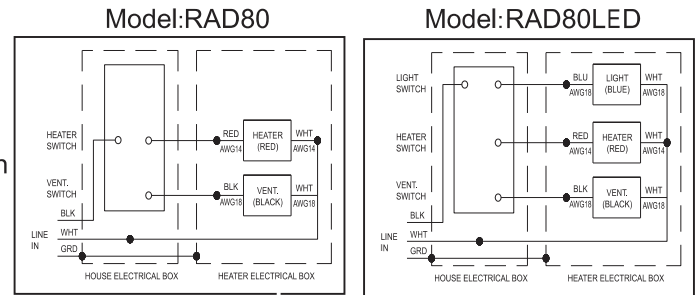 Model:RAD80
HEATER
SWITCH
VENT.
SWITCH
BLK
LINE
IN
WHT
GRD
RED
AWG14
HEATER
(RED)
WHT
AWG14
BLK
AWG18
VENT.
(BLACK)
WHT
AWG18
HOUSE ELECTRICAL BOX
HEATER ELECTRICAL BOX
n
Model:RAD80LED
LIGHT
SWITCH
HEATER
SWITCH
VENT.
SWITCH
BLK
LINE
IN
WHT
GRD
BLU
AWG18
LIGHT
(BLUE)
WHT
AWG18
RED
AWG14
HEATER
(RED)
WHT
AWG14
BLK
AWG18
VENT.
(BLACK)
WHT
AWG18
HOUSE ELECTRICAL BOX
HEATER ELECTRICAL BOX